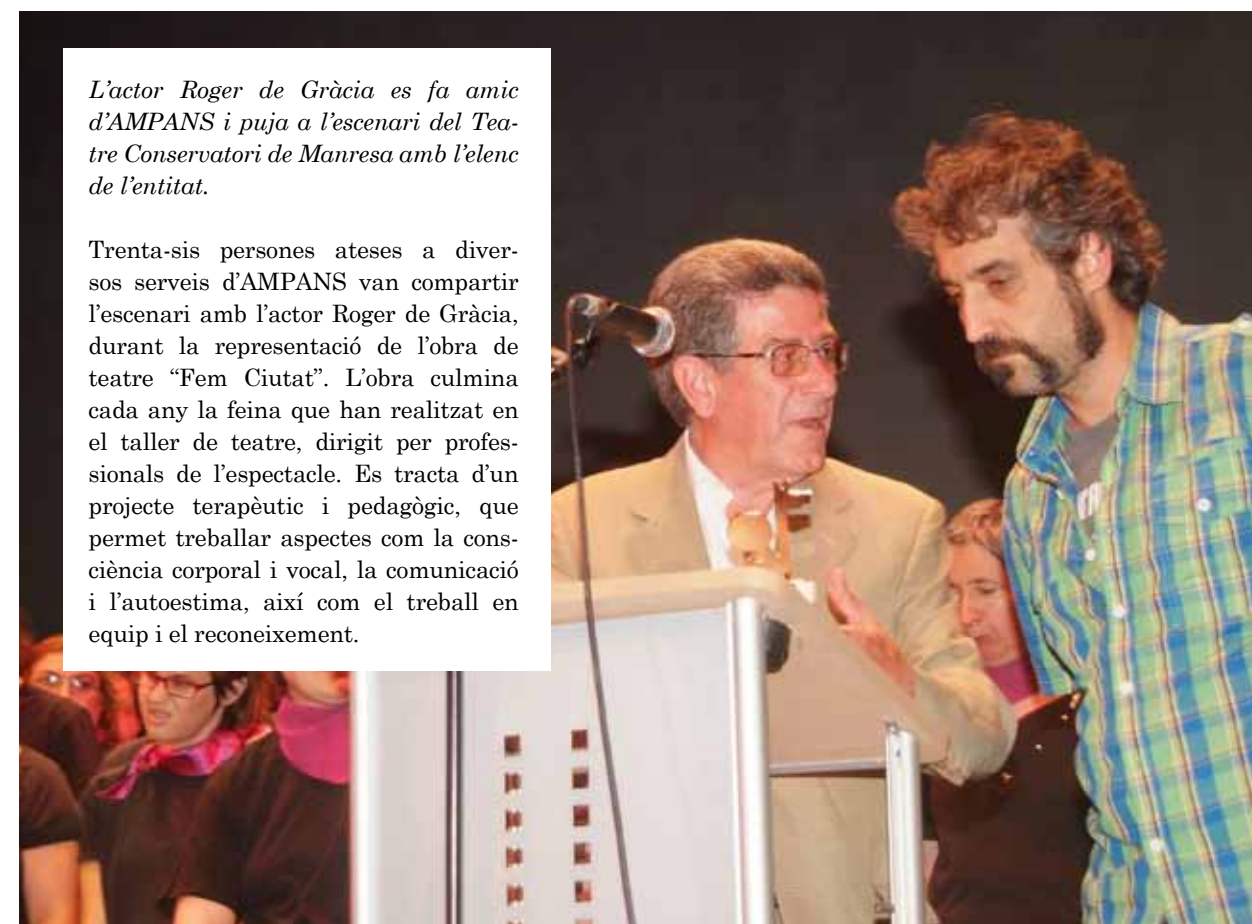 L'actor Roger de Gràcia es fa amic
d'AMPANS i puja a l'escenari del Tea-
tre Conservatori de Manresa amb l'elenc
de l'entitat.
Trenta-sis persones ateses a diver-
sos serveis d'AMPANS van compartir
l'escenari amb l'actor Roger de Gràcia,
durant la representació de l'obra de
teatre “Fem Ciutat”. L'obra culmina
cada any la feina que han realitzat en
el taller de teatre, dirigit per profes-
sionals de l'espectacle. Es tracta d'un
projecte terapèutic i pedagògic, que
permet treballar aspectes com la cons-
ciència corporal i vocal, la comunicació
i l'autoestima, així com el treball en
equip i el reconeixement.